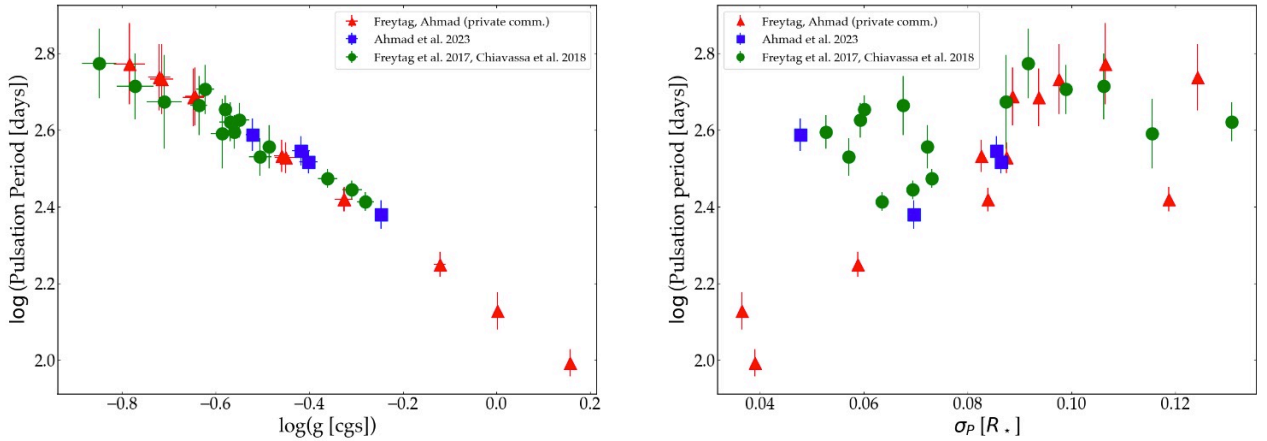 Freytag, Ahmad (private comm.)
Ahmad et al. 2023
Freytag et al. 2017, Chiavassa et al. 2018
log (Pulsation Period [days])
2.8
2.6
2.4
2.2
2.0
−0.8
−0.6
−0.4
−0.2
0.0
0.2
log(g [cgs])
Freytag, Ahmad (private comm.)
Ahmad et al. 2023
Freytag et al. 2017, Chiavassa et al. 2018
log (Pulsation period [days])
2.8
2.6
2.4
2.2
2.0
0.04
0.06
0.08
0.10
0.12
σ_P [R⋆]